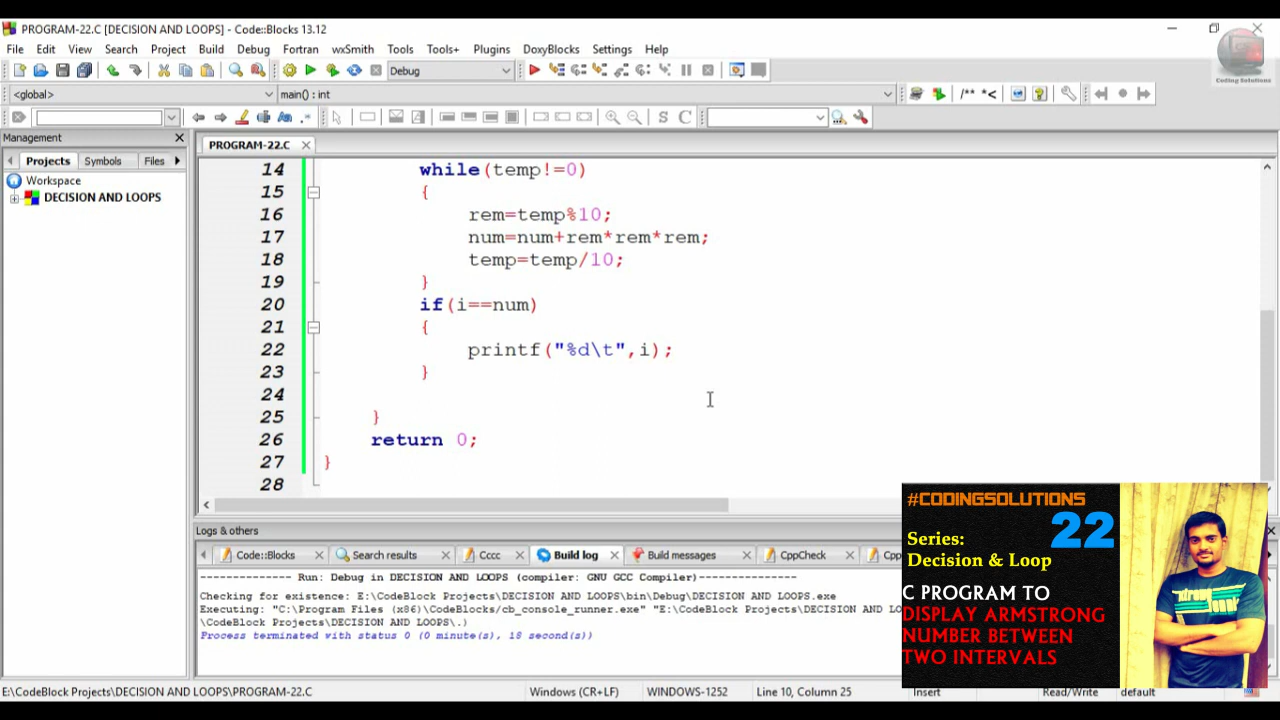 PROGRAM-22.C [DECISION AND LOOPS] - Code::Blocks 13.12
File Edit View Search Project Build Debug Fortran wxSmith Tools Tools+ Plugins DoxyBlocks Settings Help
Coding Solutions
Debug
<global> main() : int /** *<
S C
Management
PROGRAM-22.C
Projects Symbols Files
Workspace
DECISION AND LOOPS
14 while(temp!=0)
15 {
16 rem=temp%10;
17 num=num+rem*rem*rem;
18 temp=temp/10;
19 }
20 if(i==num)
21 {
22 printf("%d\t",i);
23 }
24
25 }
26 return 0;
27 }
28
Logs & others
Code::Blocks Search results Cccc Build log Build messages CppCheck
-------------- Run: Debug in DECISION AND LOOPS (compiler: GNU GCC Compiler)---------------
Checking for existence: E:\CodeBlock Projects\DECISION AND LOOPS\bin\Debug\DECISION AND LOOPS.exe
Executing: "C:\Program Files (x86)\CodeBlocks/cb_console_runner.exe" "E:\CodeBlock Projects\DECISION AND LO
\CodeBlock Projects\DECISION AND LOOPS\.)
Process terminated with status 0 (0 minute(s), 18 second(s))
#CODINGSOLUTIONS
22
Series:
Decision & Loop
C PROGRAM TO
DISPLAY ARMSTRONG
NUMBER BETWEEN
TWO INTERVALS
E:\CodeBlock Projects\DECISION AND LOOPS\PROGRAM-22.C Windows (CR+LF) WINDOWS-1252 Line 10, Column 25 Insert Read/Write default